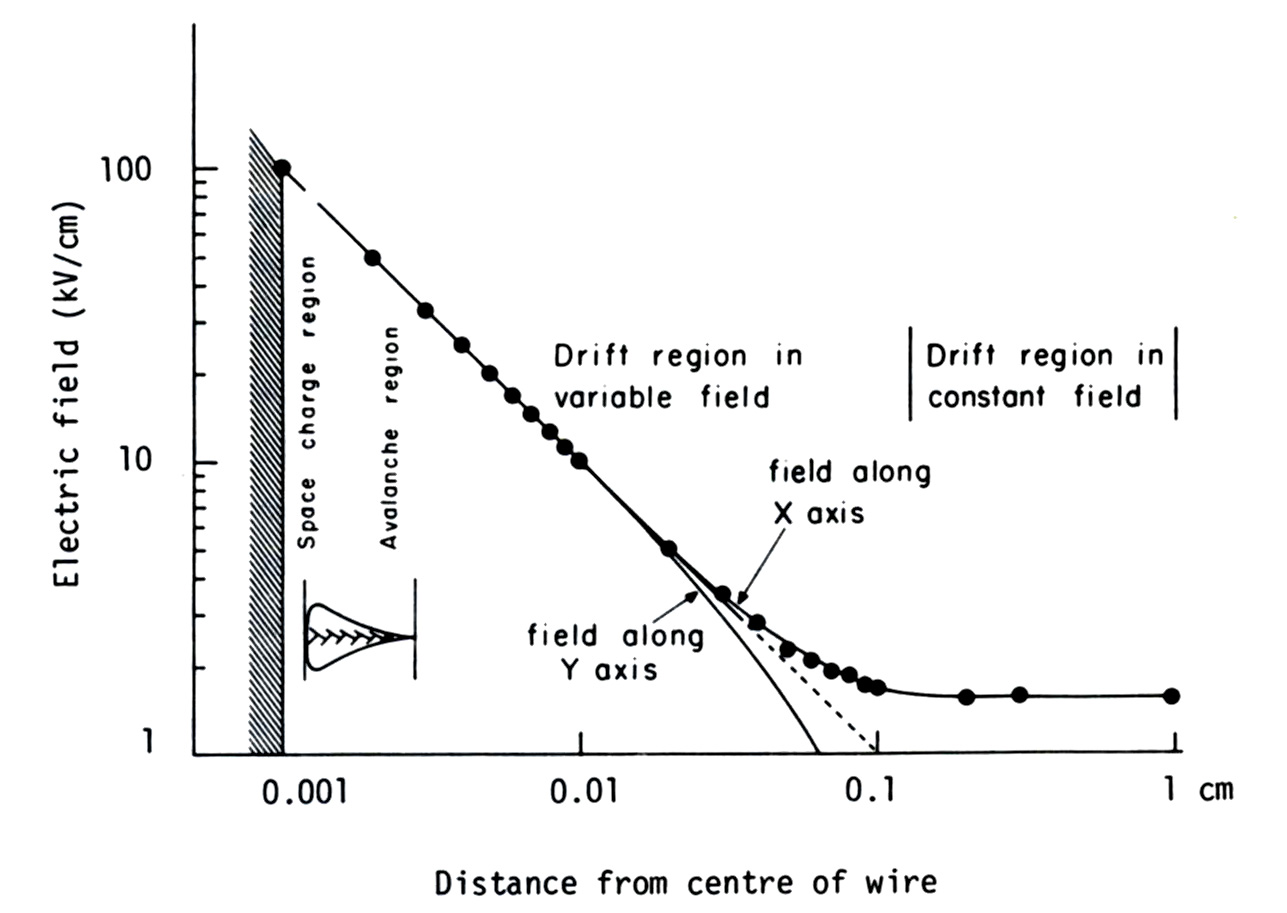 Electric field (kV/cm)
100
10
1
Space charge region
Avalanche region
Drift region in
variable field
Drift region in
constant field
field along
X axis
field along
Y axis
0.001
0.01
0.1
1 cm
Distance from centre of wire